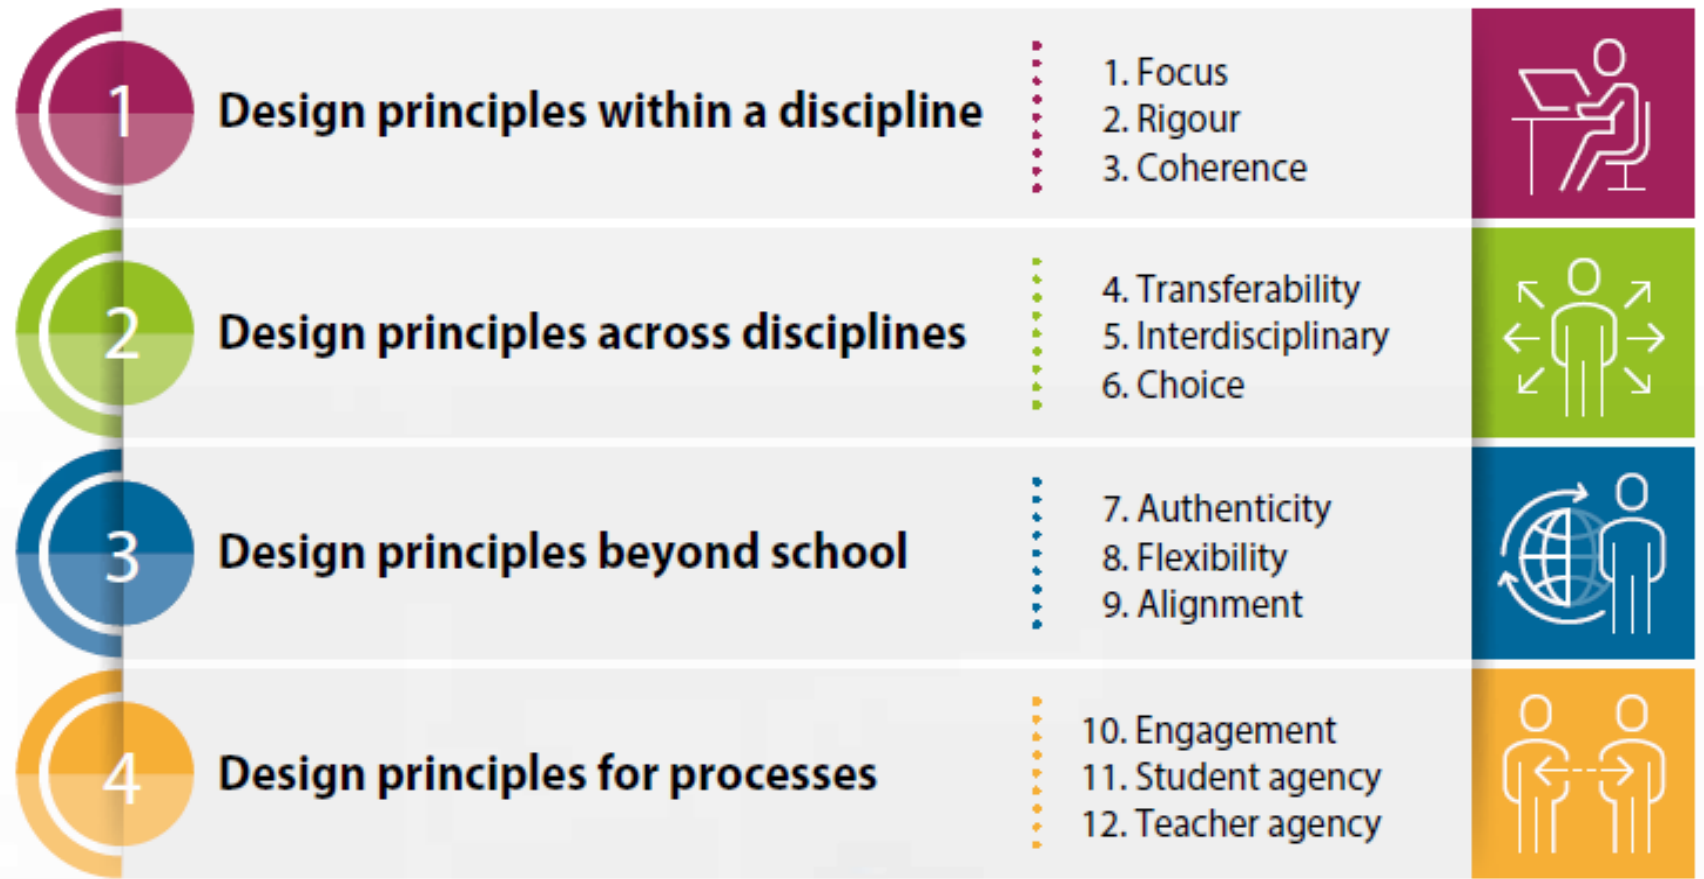 1
Design principles within a discipline
1. Focus
2. Rigour
3. Coherence
2
Design principles across disciplines
4. Transferability
5. Interdisciplinary
6. Choice
3
Design principles beyond school
7. Authenticity
8. Flexibility
9. Alignment
4
Design principles for processes
10. Engagement
11. Student agency
12. Teacher agency